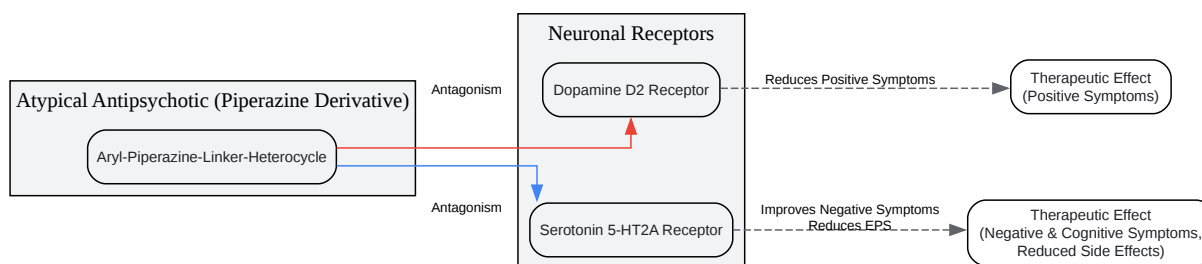 Atypical Antipsychotic (Piperazine Derivative)
Aryl-Piperazine-Linker-Heterocycle
Antagonism
Antagonism
Neuronal Receptors
Dopamine D2 Receptor
Serotonin 5-HT2A Receptor
Reduces Positive Symptoms
Improves Negative Symptoms
Reduces EPS
Therapeutic Effect
(Positive Symptoms)
Therapeutic Effect
(Negative & Cognitive Symptoms,
Reduced Side Effects)